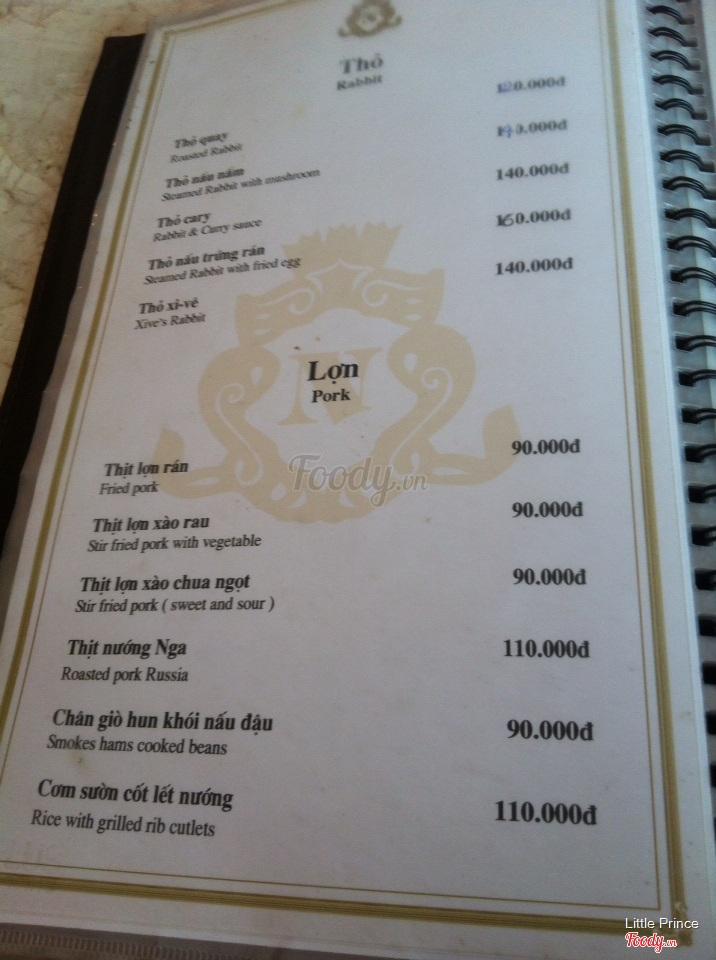 Thỏ
Rabbit
Thỏ quay
Roasted Rabbit
Thỏ nấu nấm 140.000đ
Steamed Rabbit with mushroom
Thỏ cary
Rabbit & Curry sauce
Thỏ nấu trứng rán 140.000đ
Steamed Rabbit with fried egg
Thỏ xì-vê
Xive's Rabbit
N
Lợn
Pork
Foody.vn
Thịt lợn rán 90.000đ
Fried pork
Thịt lợn xào rau 90.000đ
Stir fried pork with vegetable
Thịt lợn xào chua ngọt 90.000đ
Stir fried pork ( sweet and sour )
Thịt nướng Nga 110.000đ
Roasted pork Russia
Chân giò hun khói nấu đậu 90.000đ
Smokes hams cooked beans
Cơm sườn cốt lết nướng 110.000đ
Rice with grilled rib cutlets
Little Prince
Foody.vn